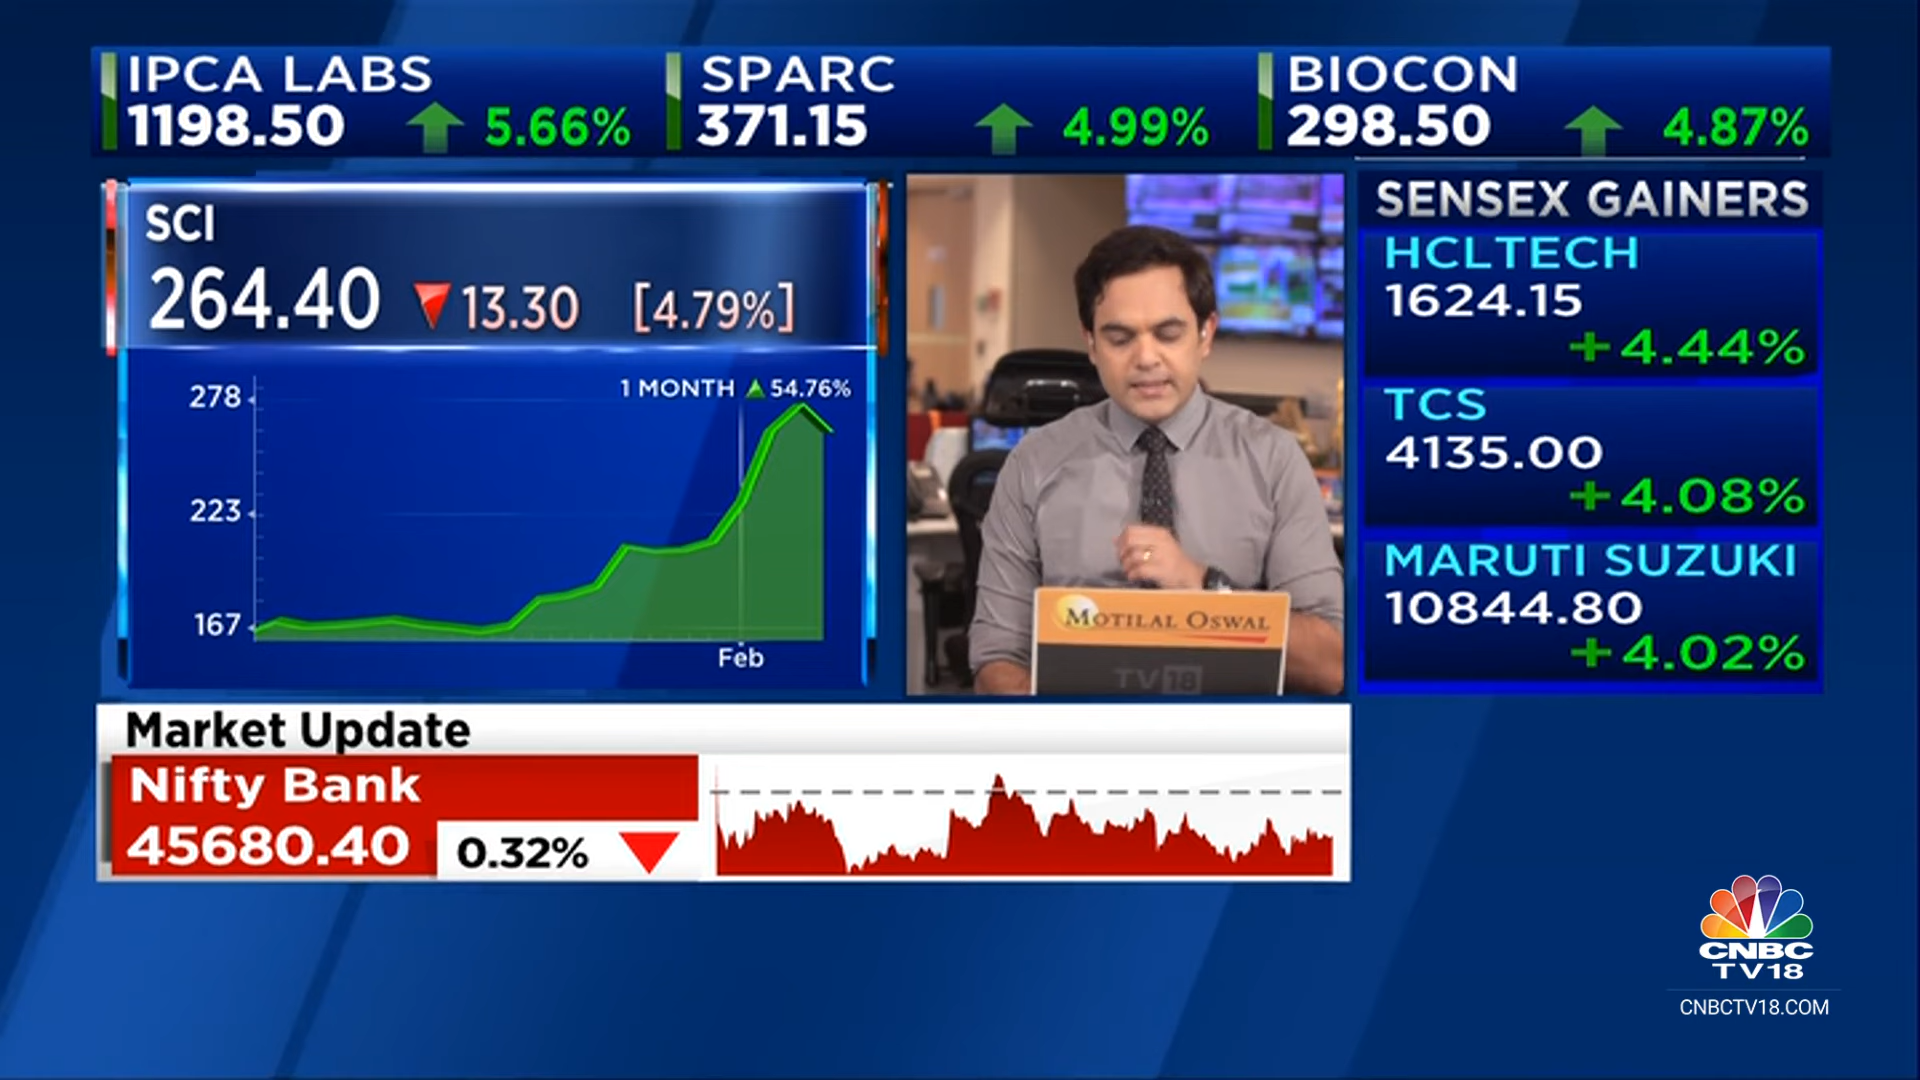 IPCA LABS
1198.50 5.66%
SPARC
371.15 4.99%
BIOCON
298.50 4.87%
SCI
264.40 13.30 [4.79%]
1 MONTH 54.76%
278
223
167
Feb
MOTILAL OSWAL
TV18
SENSEX GAINERS
HCLTECH
1624.15
+4.44%
TCS
4135.00
+4.08%
MARUTI SUZUKI
10844.80
+4.02%
Market Update
Nifty Bank
45680.40 0.32%
CNBC
TV18
CNBCTV18.COM